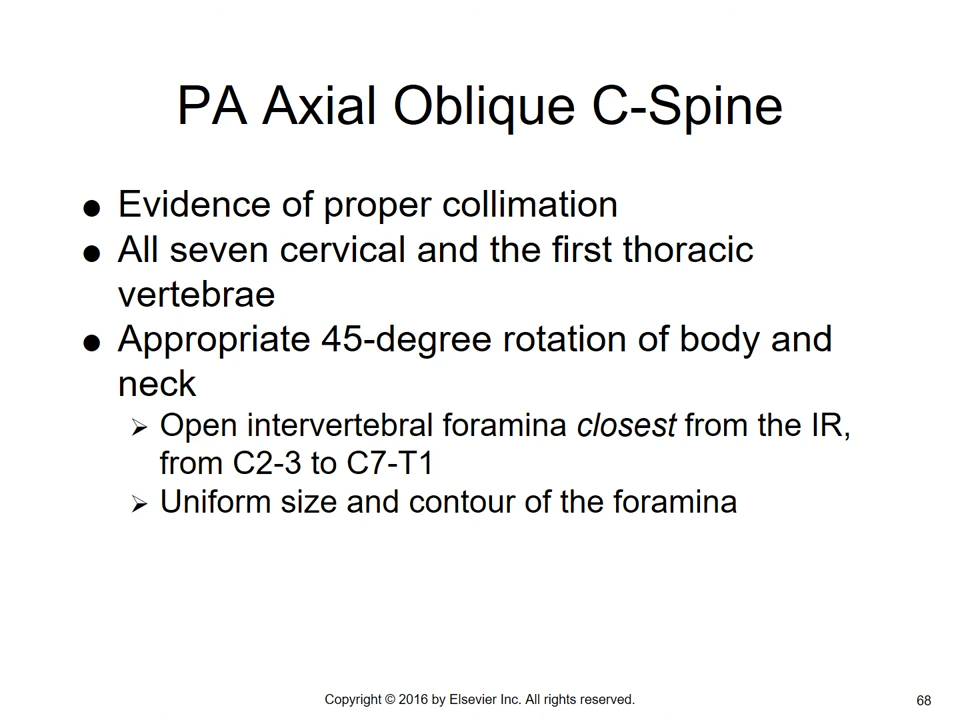 PA Axial Oblique C-Spine
● Evidence of proper collimation
● All seven cervical and the first thoracic
vertebrae
● Appropriate 45-degree rotation of body and
neck
➢ Open intervertebral foramina closest from the IR,
from C2-3 to C7-T1
➢ Uniform size and contour of the foramina
Copyright © 2016 by Elsevier Inc. All rights reserved.
68